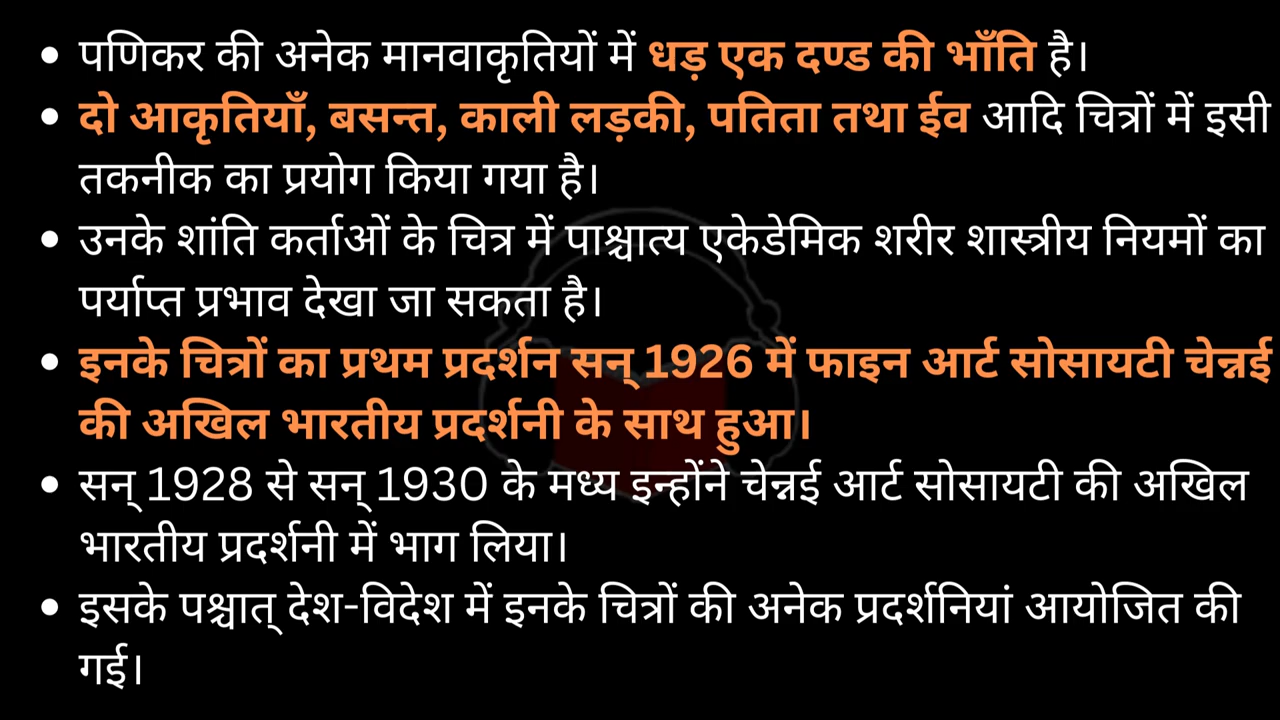 • पणिकर की अनेक मानवाकृतियों में धड़ एक दण्ड की भाँति है।
• दो आकृतियाँ, बसन्त, काली लड़की, पतिता तथा ईव आदि चित्रों में इसी
तकनीक का प्रयोग किया गया है।
• उनके शांति कर्ताओं के चित्र में पाश्चात्य एकेडेमिक शरीर शास्त्रीय नियमों का
पर्याप्त प्रभाव देखा जा सकता है।
• इनके चित्रों का प्रथम प्रदर्शन सन् 1926 में फाइन आर्ट सोसायटी चेन्नई
की अखिल भारतीय प्रदर्शनी के साथ हुआ।
• सन् 1928 से सन् 1930 के मध्य इन्होंने चेन्नई आर्ट सोसायटी की अखिल
भारतीय प्रदर्शनी में भाग लिया।
• इसके पश्चात् देश-विदेश में इनके चित्रों की अनेक प्रदर्शनियां आयोजित की
गई।